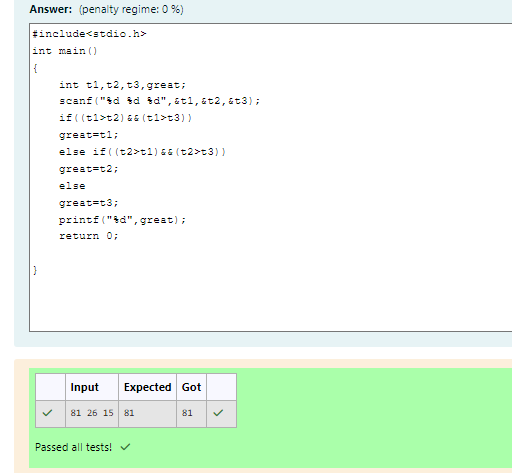 Answer: (penalty regime: 0 %)
#include<stdio.h>
int main()
{
int t1,t2,t3,great;
scanf("%d %d %d",&t1,&t2,&t3);
if((t1>t2)&&(t1>t3))
great=t1;
else if((t2>t1)&&(t2>t3))
great=t2;
else
great=t3;
printf("%d",great);
return 0;
}
Input Expected Got
✓ 81 26 15 81 81 ✓
Passed all tests! ✓